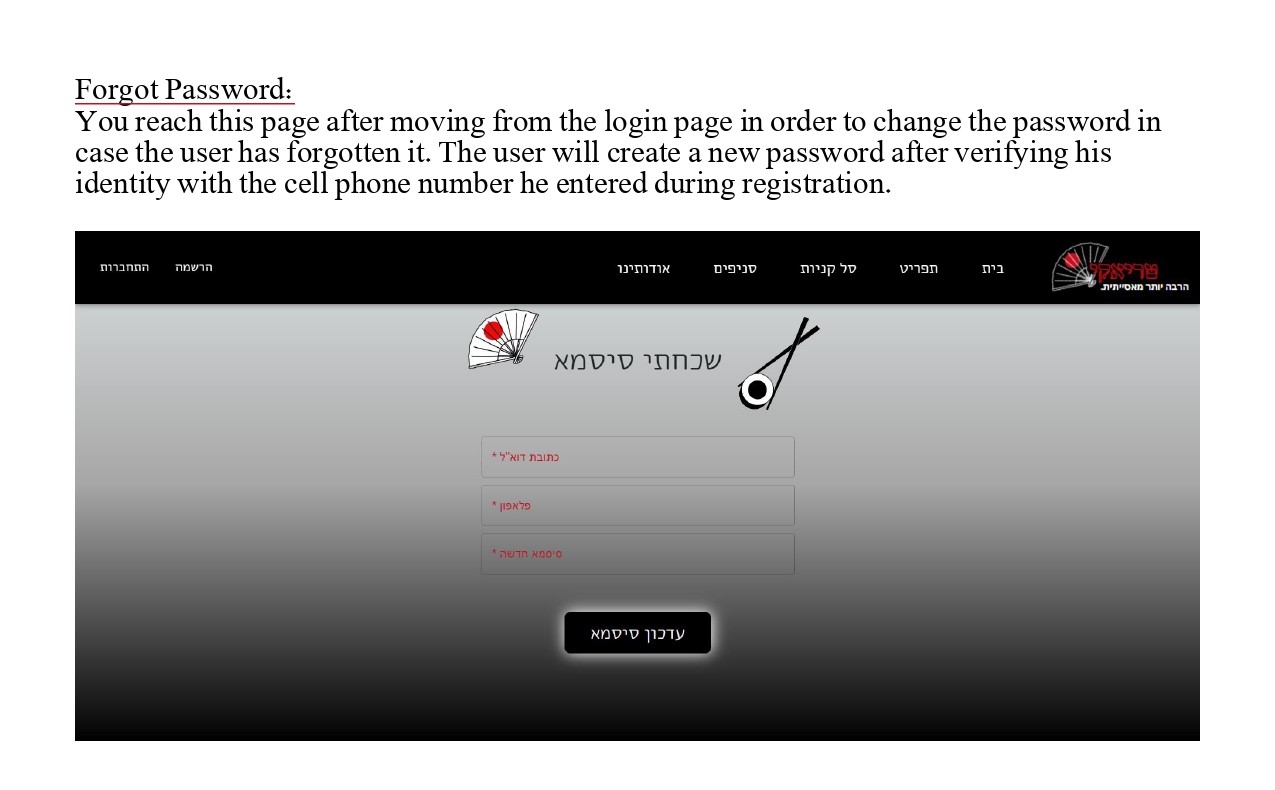 Forgot Password:
You reach this page after moving from the login page in order to change the password in
case the user has forgotten it. The user will create a new password after verifying his
identity with the cell phone number he entered during registration.
טריאקי
הרבה יותר מאסייתית.
בית
תפריט
סל קניות
סניפים
אודותינו
הרשמה
התחברות
שכחתי סיסמא
כתובת דוא"ל *
פלאפון *
סיסמא חדשה *
עדכון סיסמא